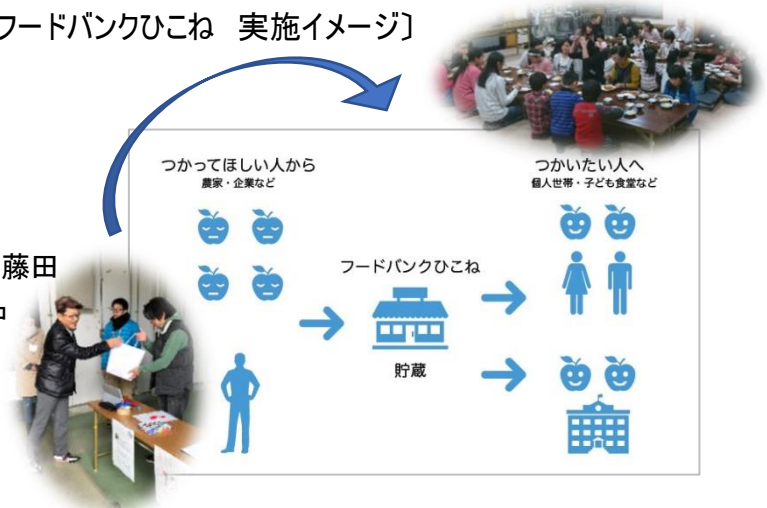 フードバンクひこね　実施イメージ〕
つかってほしい人から
農家・企業など
つかいたい人へ
個人世帯・子ども食堂など
藤田
フードバンクひこね
貯蔵